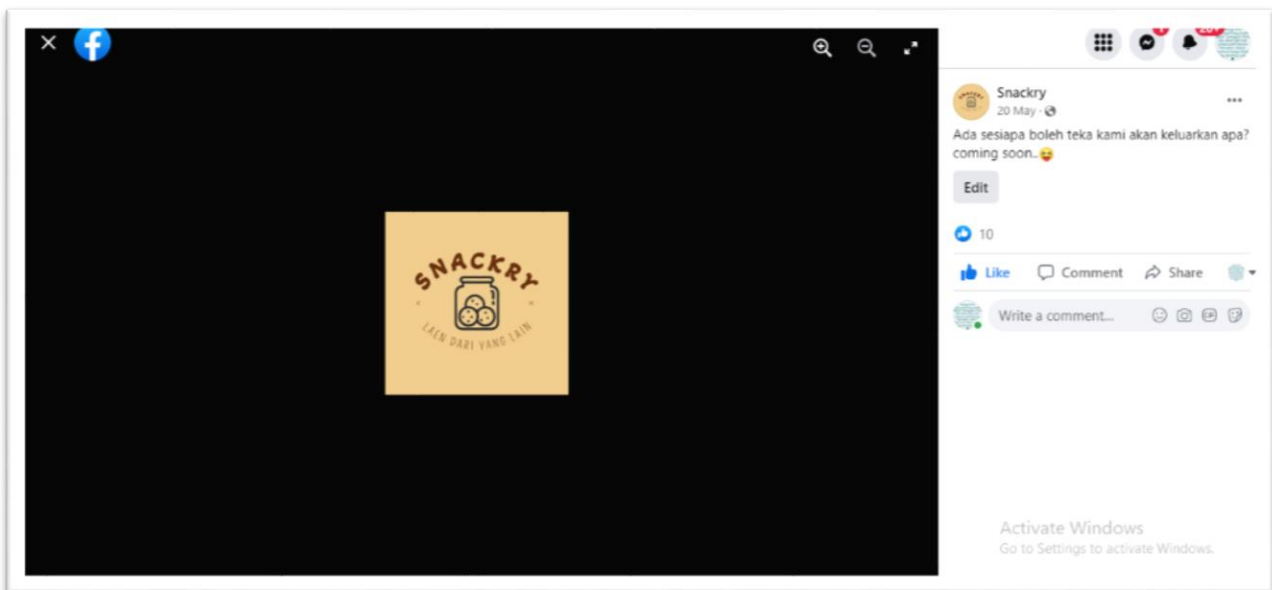 Snackry
20 May
Ada sesiapa boleh teka kami akan keluarkan apa?
coming soon..😝
Edit
10
Like Comment Share
Write a comment...
SNACKRY
LAIN DARI YANG LAIN
Activate Windows
Go to Settings to activate Windows.